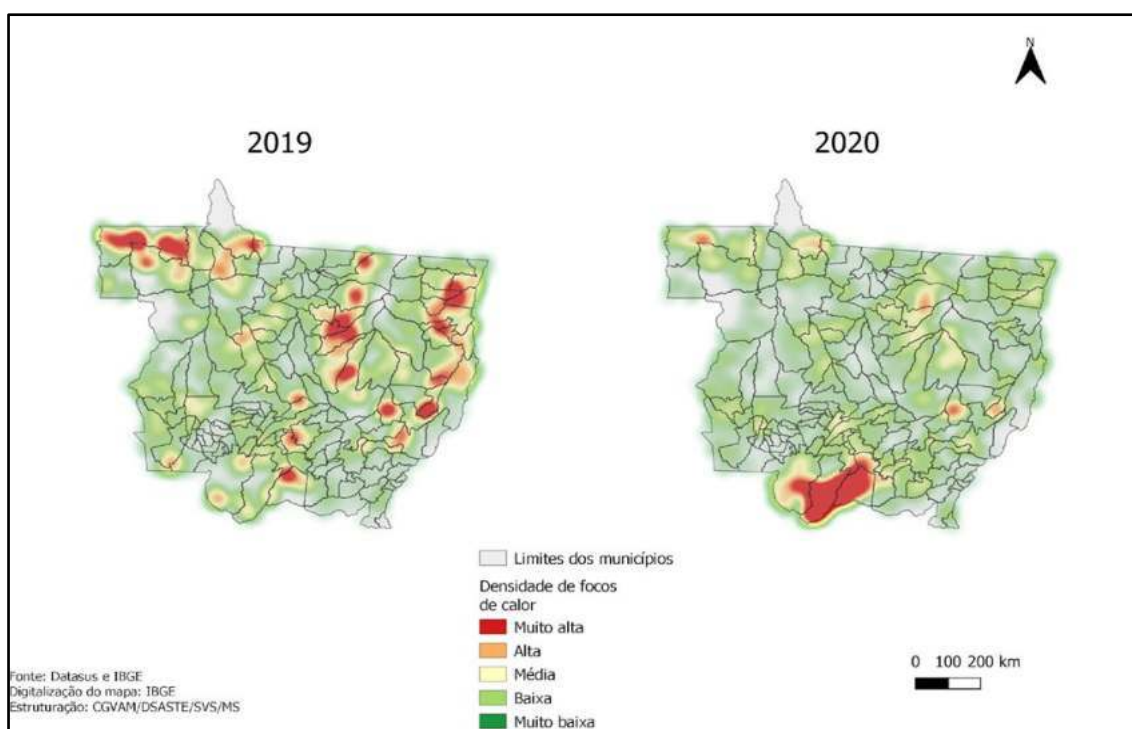 N
2019
2020
Limites dos municípios
Densidade de focos
de calor
Muito alta
Alta
Média
Baixa
Muito baixa
0 100 200 km
Fonte: Datasus e IBGE
Digitalização do mapa: IBGE
Estruturação: CGVAM/DSASTE/SVS/MS